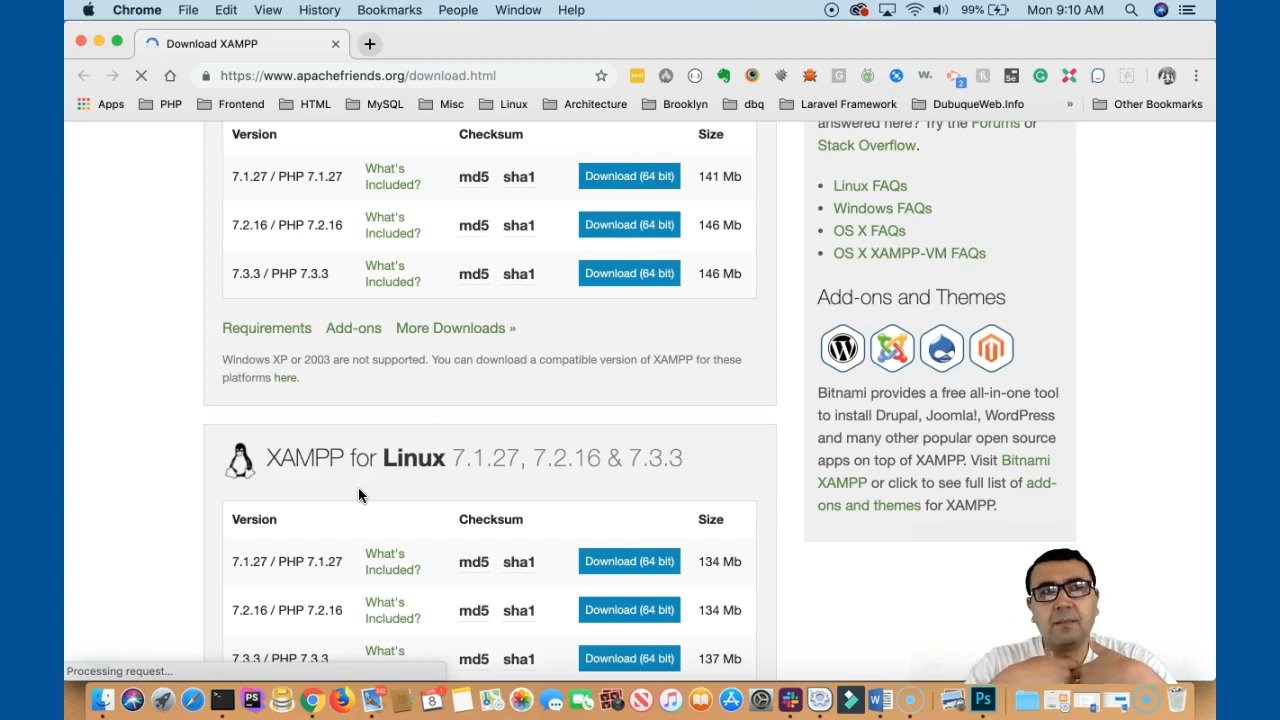 Chrome File Edit View History Bookmarks People Window Help 99% Mon 9:10 AM
Download XAMPP
https://www.apachefriends.org/download.html
Apps PHP Frontend HTML MySQL Misc Linux Architecture Brooklyn dbq Laravel Framework DubuqueWeb.Info » Other Bookmarks
Version Checksum Size
7.1.27 / PHP 7.1.27 What's Included? md5 sha1 Download (64 bit) 141 Mb
7.2.16 / PHP 7.2.16 What's Included? md5 sha1 Download (64 bit) 146 Mb
7.3.3 / PHP 7.3.3 What's Included? md5 sha1 Download (64 bit) 146 Mb
Requirements Add-ons More Downloads »
Windows XP or 2003 are not supported. You can download a compatible version of XAMPP for these
platforms here.
XAMPP for Linux 7.1.27, 7.2.16 & 7.3.3
Version Checksum Size
7.1.27 / PHP 7.1.27 What's Included? md5 sha1 Download (64 bit) 134 Mb
7.2.16 / PHP 7.2.16 What's Included? md5 sha1 Download (64 bit) 134 Mb
7.3.3 / PHP 7.3.3 What's md5 sha1 Download (64 bit) 137 Mb
answered here? Try the Forums or
Stack Overflow.
• Linux FAQs
• Windows FAQs
• OS X FAQs
• OS X XAMPP-VM FAQs
Add-ons and Themes
Bitnami provides a free all-in-one tool
to install Drupal, Joomla!, WordPress
and many other popular open source
apps on top of XAMPP. Visit Bitnami
XAMPP or click to see full list of add-
ons and themes for XAMPP.
Processing request...